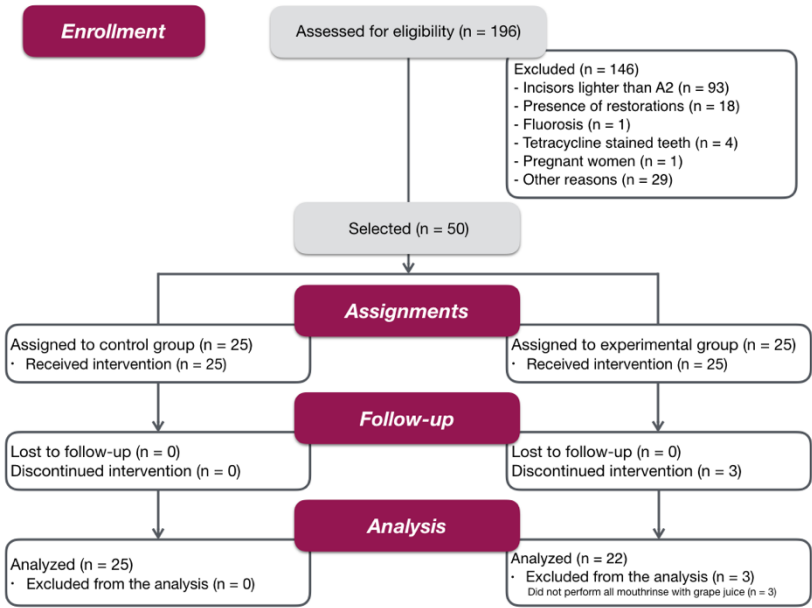 Enrollment
Assessed for eligibility (n = 196)
Excluded (n = 146)
- Incisors lighter than A2 (n = 93)
- Presence of restorations (n = 18)
- Fluorosis (n = 1)
- Tetracycline stained teeth (n = 4)
- Pregnant women (n = 1)
- Other reasons (n = 29)
Selected (n = 50)
Assignments
Assigned to control group (n = 25)
· Received intervention (n = 25)
Assigned to experimental group (n = 25)
· Received intervention (n = 25)
Follow-up
Lost to follow-up (n = 0)
Discontinued intervention (n = 0)
Lost to follow-up (n = 0)
Discontinued intervention (n = 3)
Analysis
Analyzed (n = 25)
· Excluded from the analysis (n = 0)
Analyzed (n = 22)
· Excluded from the analysis (n = 3)
Did not perform all mouthrinse with grape juice (n = 3)